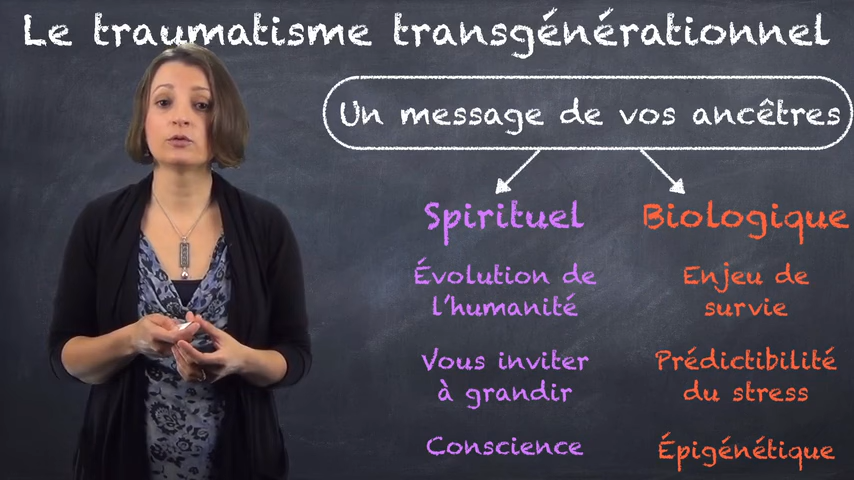 Le traumatisme transgénérationnel
Un message de vos ancêtres
Spirituel
Évolution de
l'humanité
Vous inviter
à grandir
Conscience
Biologique
Enjeu de
survie
Prédictibilité
du stress
Épigénétique